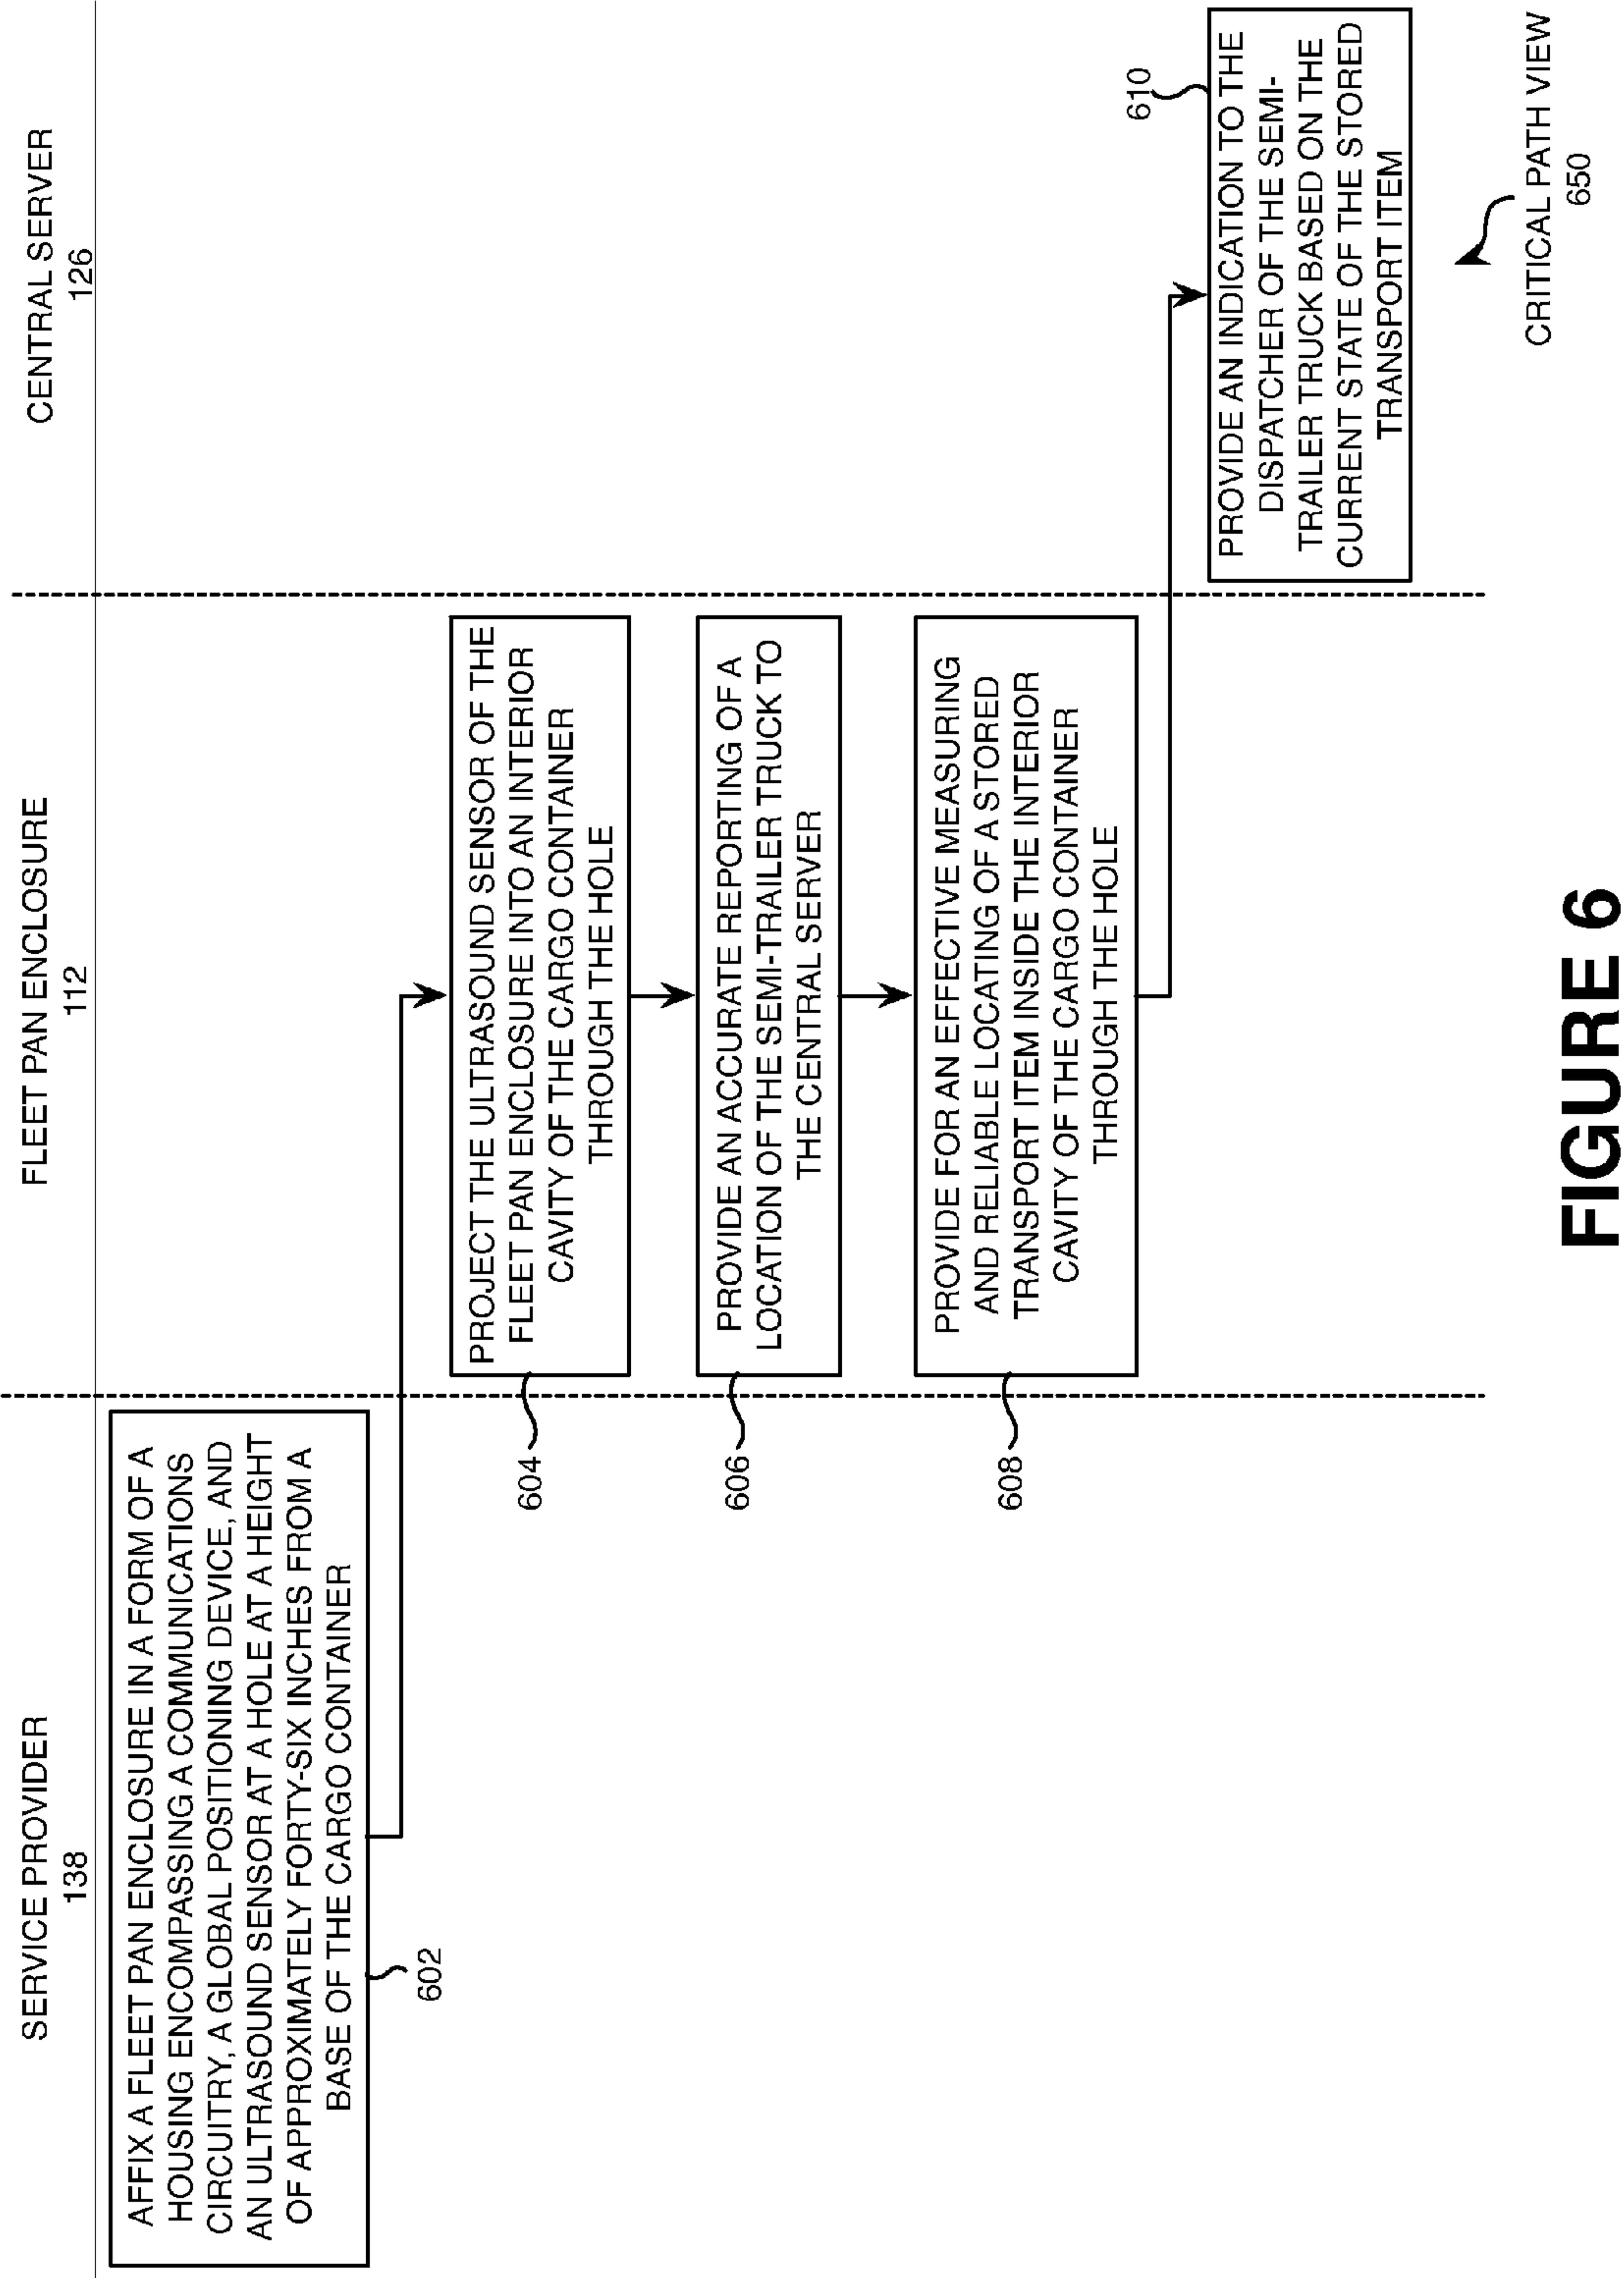 SERVICE PROVIDER
138
FLEET PAN ENCLOSURE
112
CENTRAL SERVER
126
AFFIX A FLEET PAN ENCLOSURE IN A FORM OF A
HOUSING ENCOMPASSING A COMMUNICATIONS
CIRCUITRY, A GLOBAL POSITIONING DEVICE, AND
AN ULTRASOUND SENSOR AT A HOLE AT A HEIGHT
OF APPROXIMATELY FORTY-SIX INCHES FROM A
BASE OF THE CARGO CONTAINER
602
PROJECT THE ULTRASOUND SENSOR OF THE
FLEET PAN ENCLOSURE INTO AN INTERIOR
CAVITY OF THE CARGO CONTAINER
THROUGH THE HOLE
604
PROVIDE AN ACCURATE REPORTING OF A
LOCATION OF THE SEMI-TRAILER TRUCK TO
THE CENTRAL SERVER
606
PROVIDE FOR AN EFFECTIVE MEASURING
AND RELIABLE LOCATING OF A STORED
TRANSPORT ITEM INSIDE THE INTERIOR
CAVITY OF THE CARGO CONTAINER
THROUGH THE HOLE
608
610
PROVIDE AN INDICATION TO THE
DISPATCHER OF THE SEMI-
TRAILER TRUCK BASED ON THE
CURRENT STATE OF THE STORED
TRANSPORT ITEM
CRITICAL PATH VIEW
650
FIGURE 6